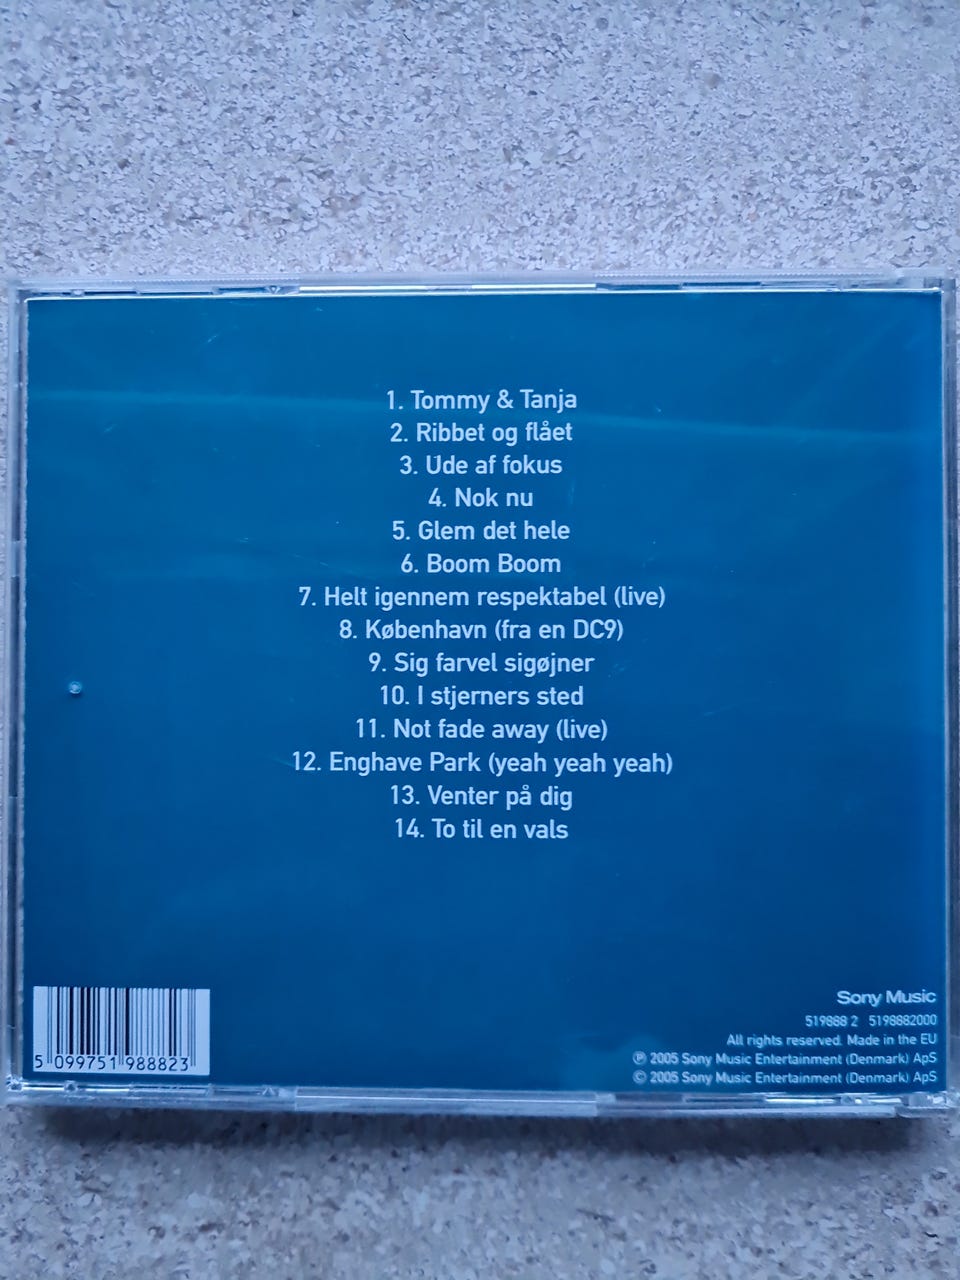 1. Tommy & Tanja
2. Ribbet og flået
3. Ude af fokus
4. Nok nu
5. Glem det hele
6. Boom Boom
7. Helt igennem respektabel (live)
8. København (fra en DC9)
9. Sig farvel sigøjner
10. I stjerners sted
11. Not fade away (live)
12. Enghave Park (yeah yeah yeah)
13. Venter på dig
14. To til en vals
5 099751 988823
Sony Music
519888 2 5198882000
All rights reserved. Made in the EU
℗ 2005 Sony Music Entertainment (Denmark) ApS
© 2005 Sony Music Entertainment (Denmark) ApS